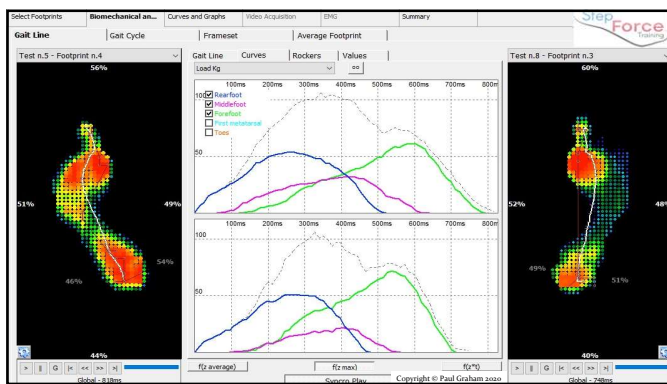 Select Footprints Biomechanical an... Curves and Graphs Video Acquisition EMG Summary
Step Force Training
Gait Line Gait Cycle Frameset Average Footprint
Test n.5 - Footprint n.4
56%
51% 49%
46% 54%
44%
> || G |< << >> >|
Global - 818ms
Gait Line Curves Rockers Values
Load Kg
100ms 200ms 300ms 400ms 500ms 600ms 700ms 800m
100
Rearfoot
Middlefoot
Forefoot
First metatarsal
Toes
50
100ms 200ms 300ms 400ms 500ms 600ms 700ms 800m
100
50
f(z average) f(z max) f(z*t)
Syncro Play
Copyright © Paul Graham 2020
Test n.8 - Footprint n.3
60%
52% 48%
49% 51%
40%
> || G |< << >> >|
Global - 748ms